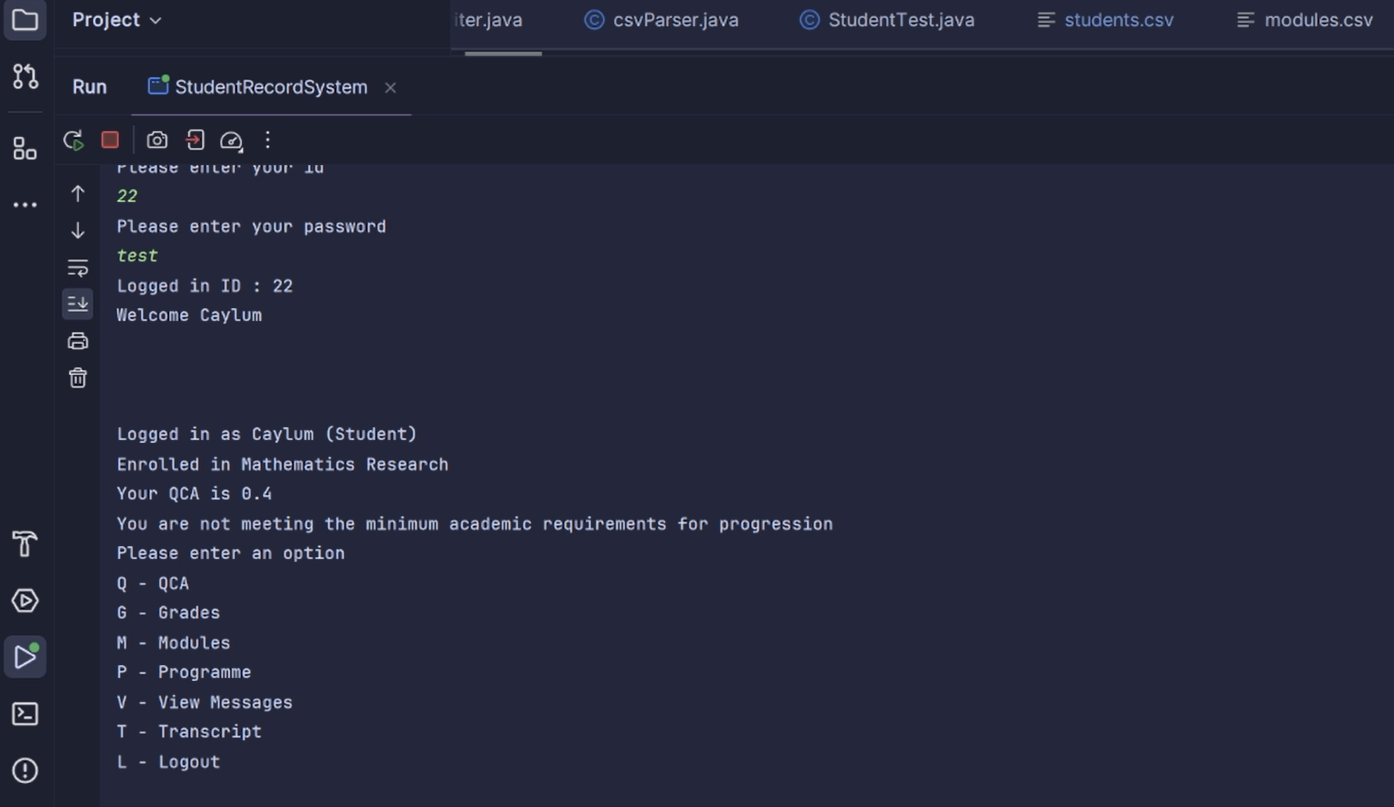 Project
iter.java
csvParser.java
StudentTest.java
students.csv
modules.csv
Run
StudentRecordSystem
Please enter your id
22
Please enter your password
test
Logged in ID : 22
Welcome Caylum
Logged in as Caylum (Student)
Enrolled in Mathematics Research
Your QCA is 0.4
You are not meeting the minimum academic requirements for progression
Please enter an option
Q - QCA
G - Grades
M - Modules
P - Programme
V - View Messages
T - Transcript
L - Logout